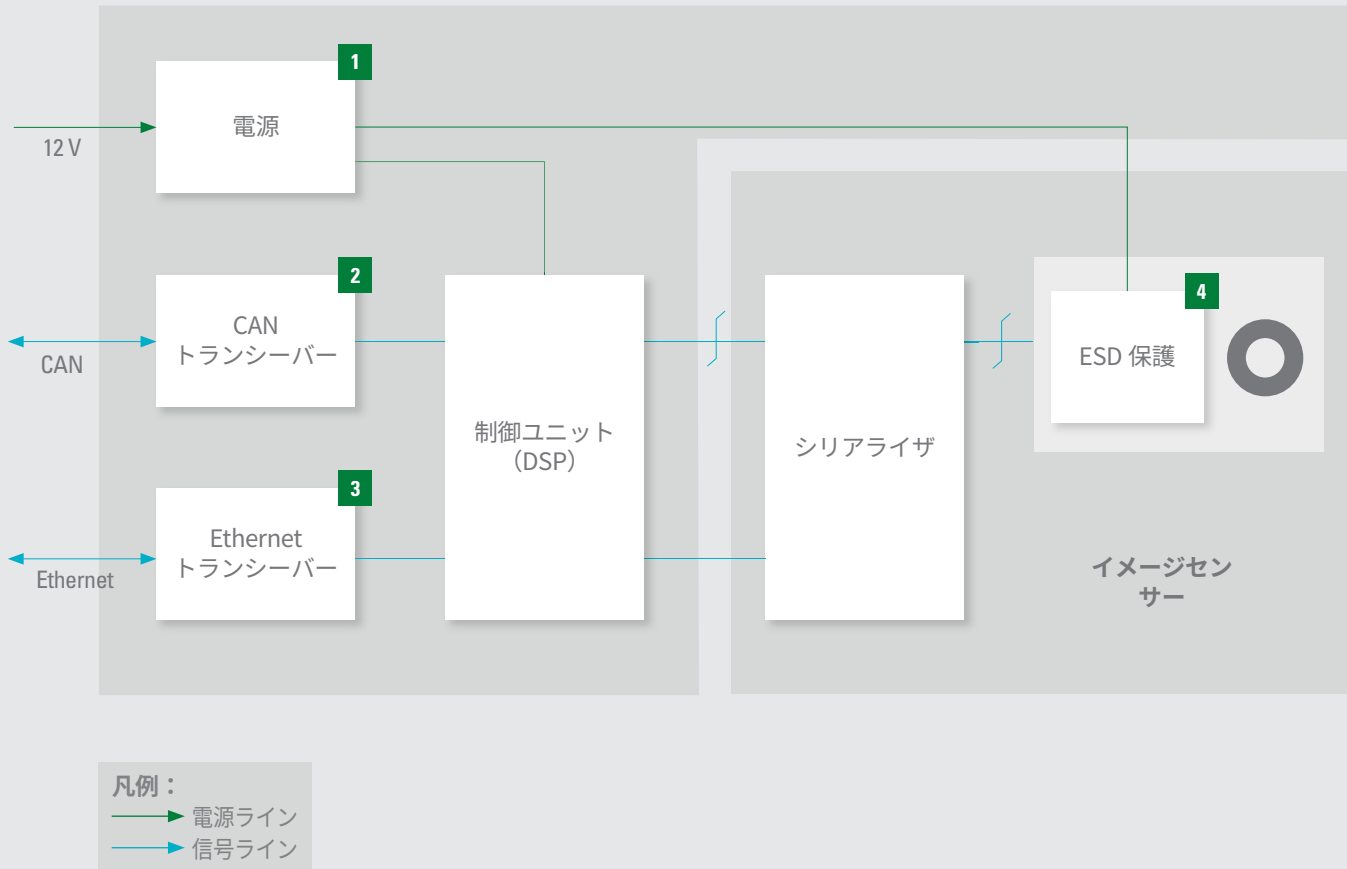 1
電源
12 V
2
CAN
トランシーバー
CAN
4
ESD 保護
制御ユニット
（DSP）
シリアライザ
3
Ethernet
トランシーバー
Ethernet
イメージセン
サー
凡例：
電源ライン
信号ライン